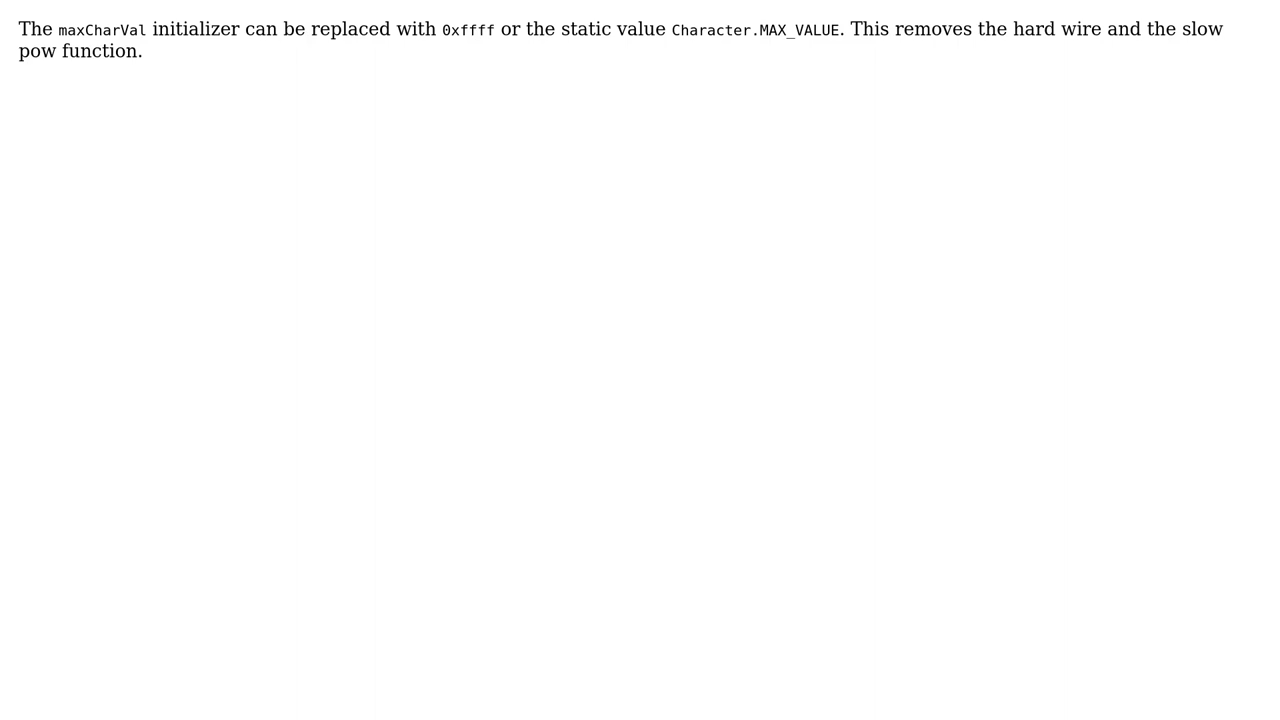 The maxCharVal initializer can be replaced with 0xffff or the static value Character.MAX_VALUE. This removes the hard wire and the slow
pow function.